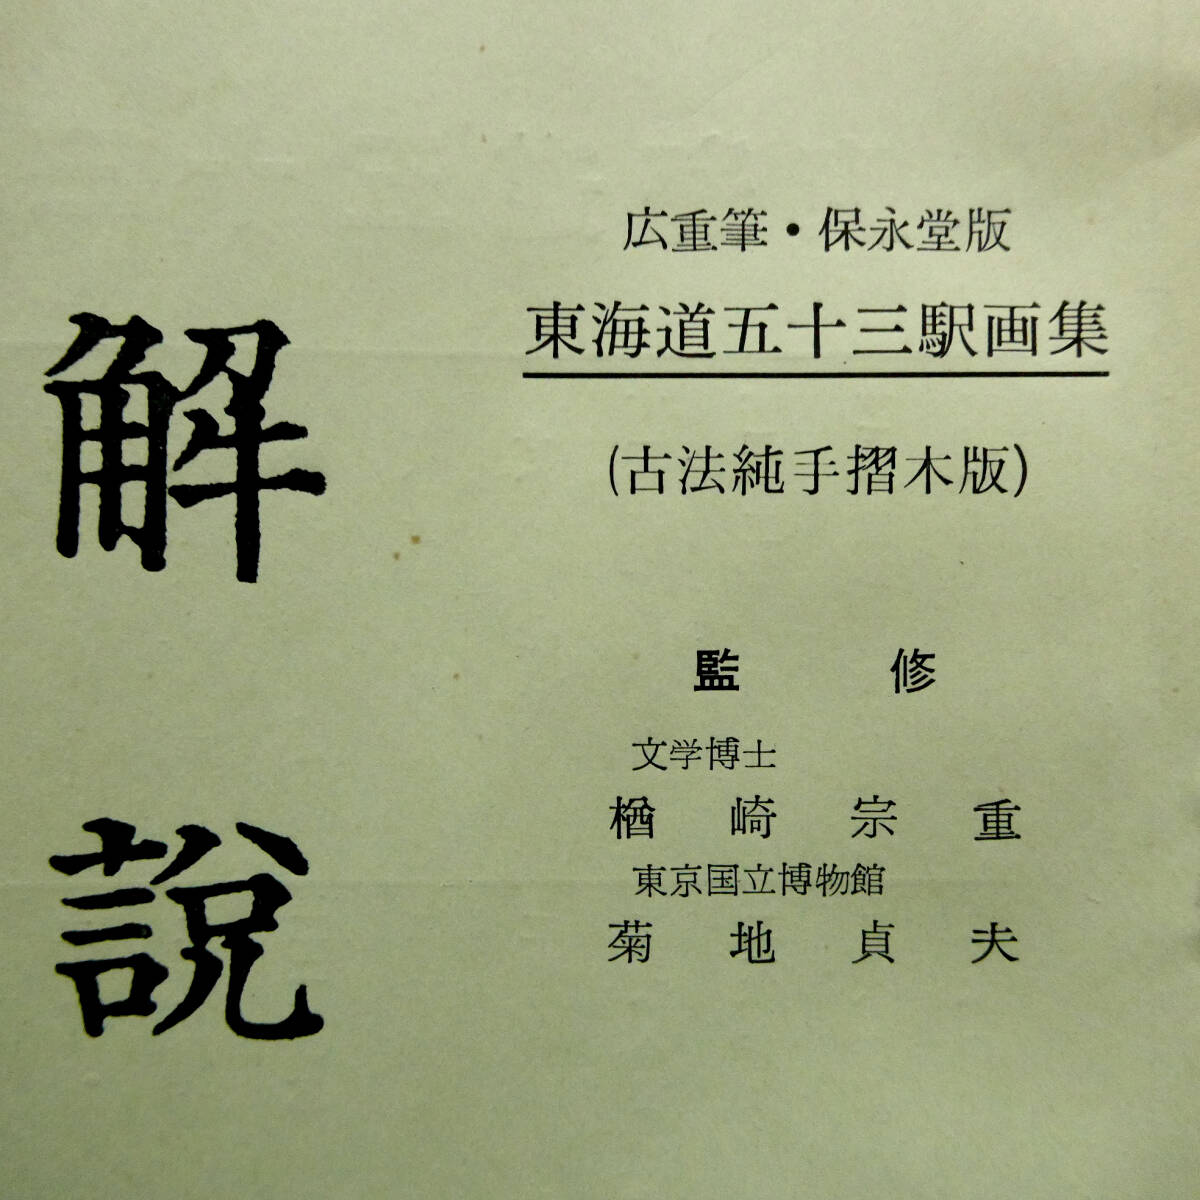 広重筆・保永堂版
東海道五十三駅画集
(古法純手摺木版)
監修
文学博士
楢崎宗重
東京国立博物館
菊地貞夫
解説